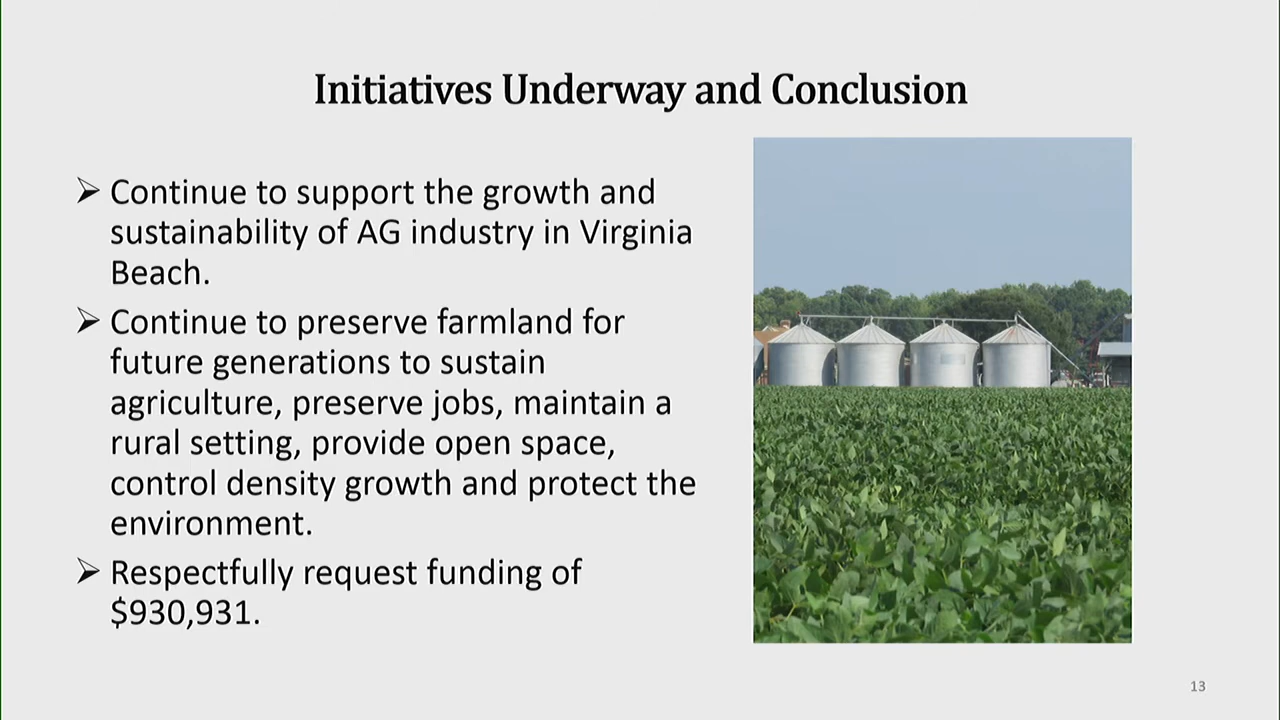 Initiatives Underway and Conclusion
➢ Continue to support the growth and
sustainability of AG industry in Virginia
Beach.
➢ Continue to preserve farmland for
future generations to sustain
agriculture, preserve jobs, maintain a
rural setting, provide open space,
control density growth and protect the
environment.
➢ Respectfully request funding of
$930,931.
13